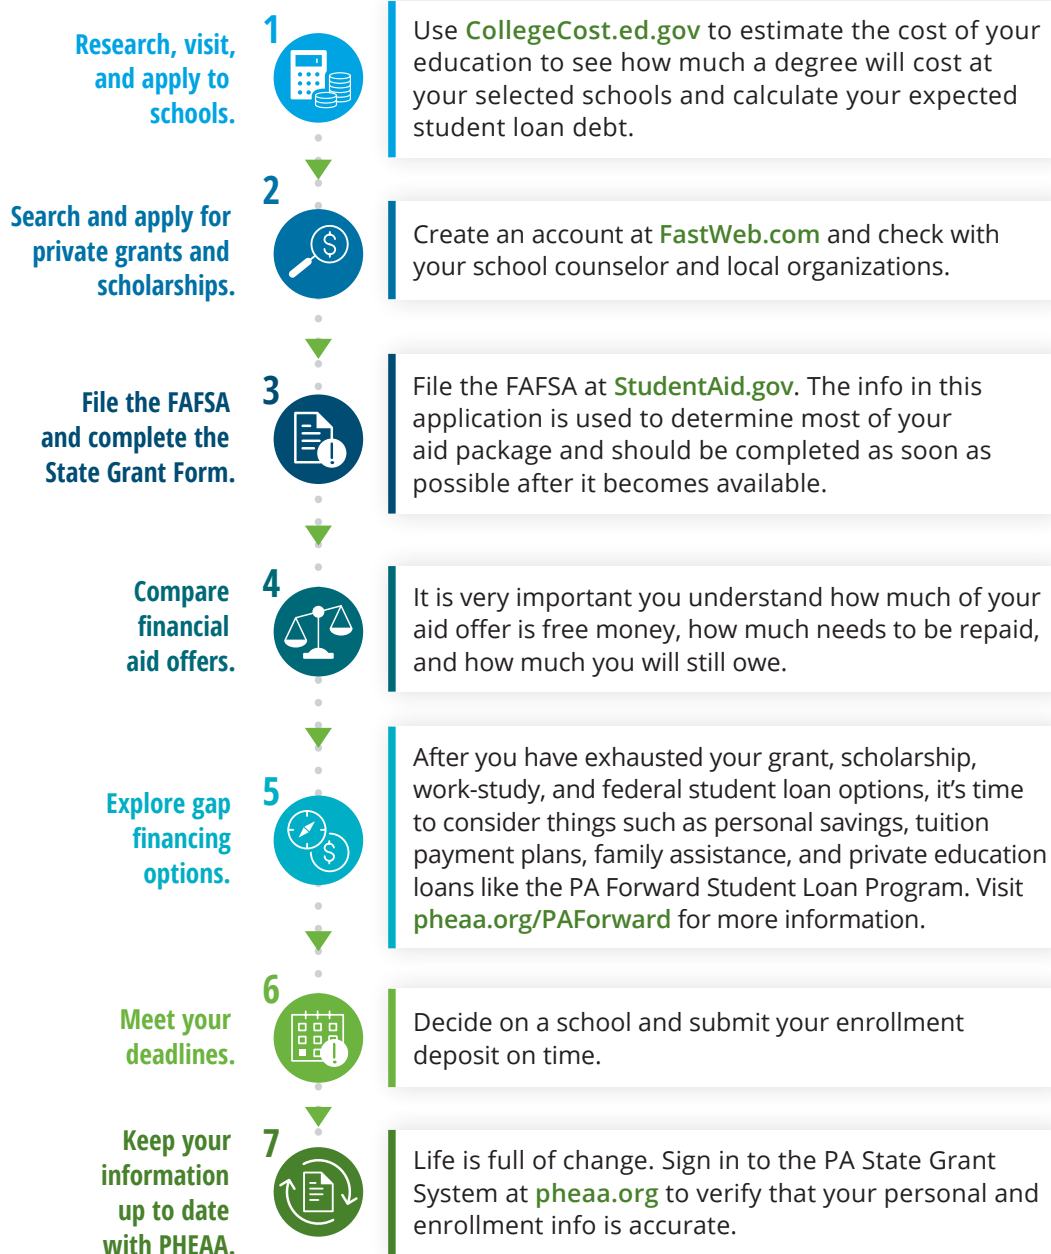 1
Research, visit,
and apply to
schools.
Use CollegeCost.ed.gov to estimate the cost of your
education to see how much a degree will cost at
your selected schools and calculate your expected
student loan debt.
2
Search and apply for
private grants and
scholarships.
Create an account at FastWeb.com and check with
your school counselor and local organizations.
3
File the FAFSA
and complete the
State Grant Form.
File the FAFSA at StudentAid.gov. The info in this
application is used to determine most of your
aid package and should be completed as soon as
possible after it becomes available.
4
Compare
financial
aid offers.
It is very important you understand how much of your
aid offer is free money, how much needs to be repaid,
and how much you will still owe.
5
Explore gap
financing
options.
After you have exhausted your grant, scholarship,
work-study, and federal student loan options, it’s time
to consider things such as personal savings, tuition
payment plans, family assistance, and private education
loans like the PA Forward Student Loan Program. Visit
pheaa.org/PAForward for more information.
6
Meet your
deadlines.
Decide on a school and submit your enrollment
deposit on time.
7
Keep your
information
up to date
with PHEAA.
Life is full of change. Sign in to the PA State Grant
System at pheaa.org to verify that your personal and
enrollment info is accurate.